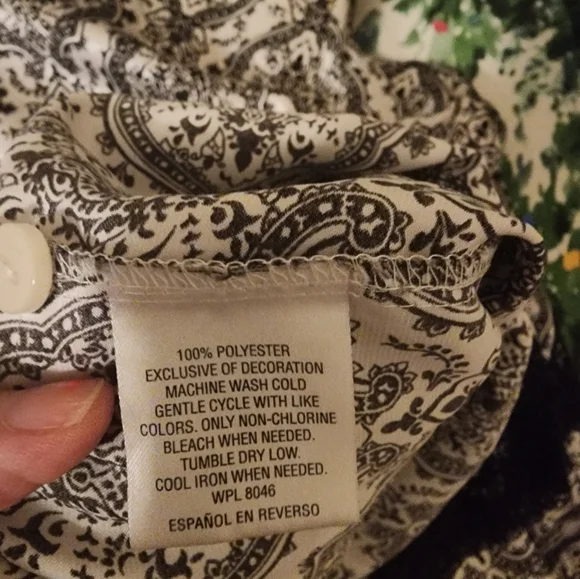 100% POLYESTER
EXCLUSIVE OF DECORATION
MACHINE WASH COLD
GENTLE CYCLE WITH LIKE
COLORS. ONLY NON-CHLORINE
BLEACH WHEN NEEDED.
TUMBLE DRY LOW.
COOL IRON WHEN NEEDED.
WPL 8046
ESPAÑOL EN REVERSO